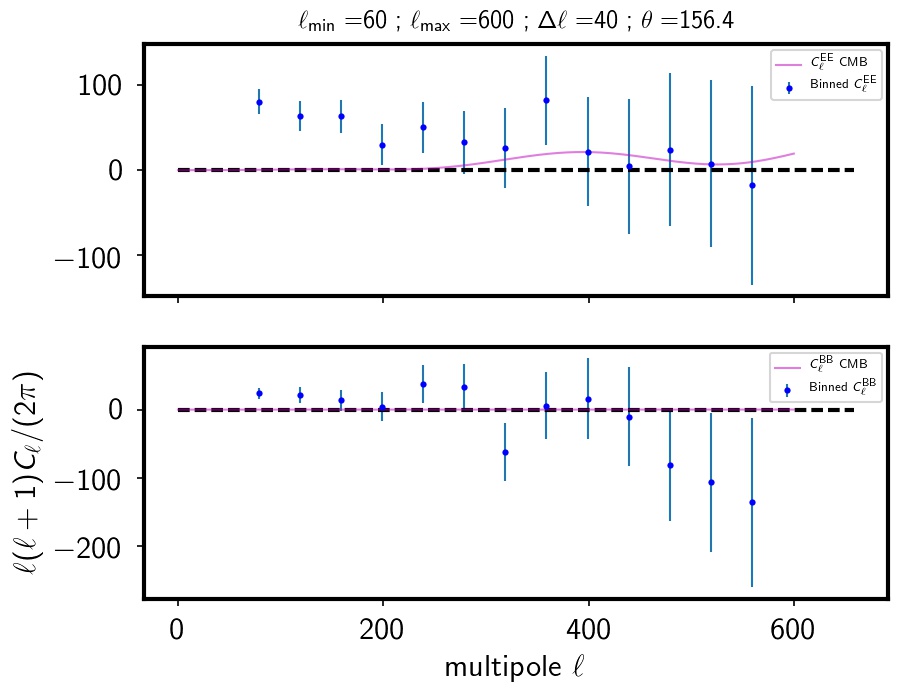 ℓmin =60 ; ℓmax =600 ; Δℓ =40 ; θ =156.4
100
0
−100
C_ℓ^EE CMB
Binned C_ℓ^EE
0
−100
−200
C_ℓ^BB CMB
Binned C_ℓ^BB
ℓ(ℓ + 1)C_ℓ/(2π)
0 200 400 600
multipole ℓ